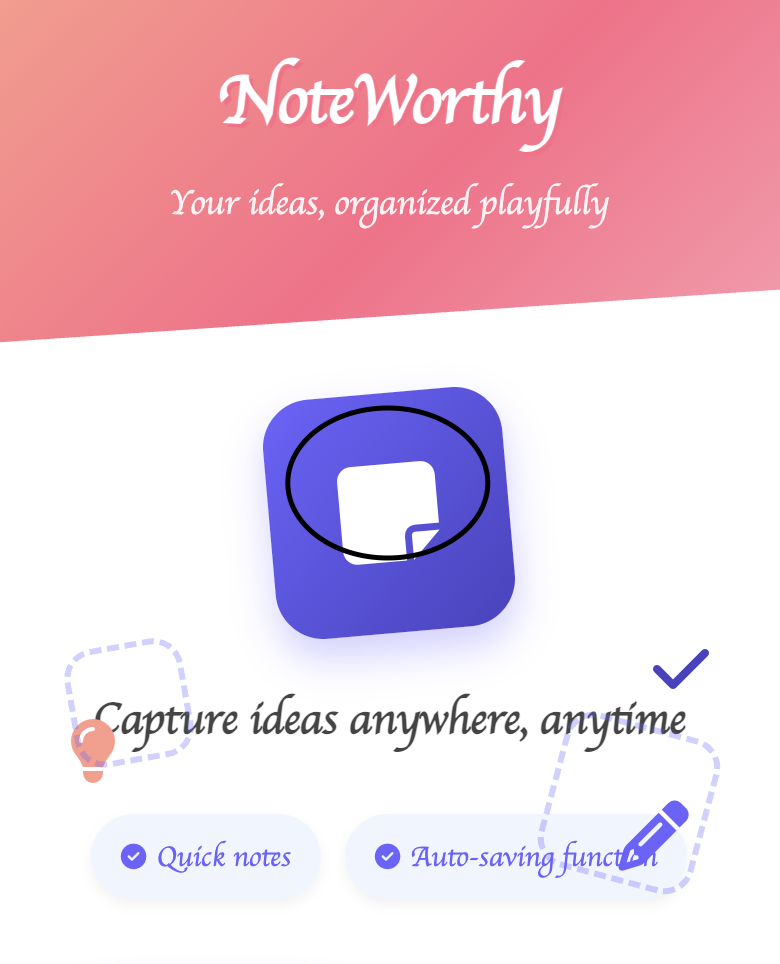 NoteWorthy
Your ideas, organized playfully
Capture ideas anywhere, anytime
Quick notes
Auto-saving function